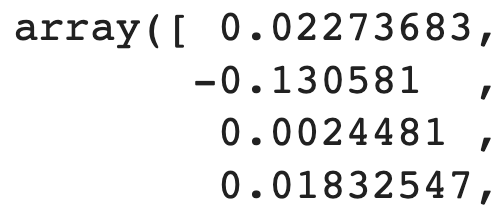 array([ 0.02273683,
-0.130581  ,
0.0024481 ,
0.01832547,